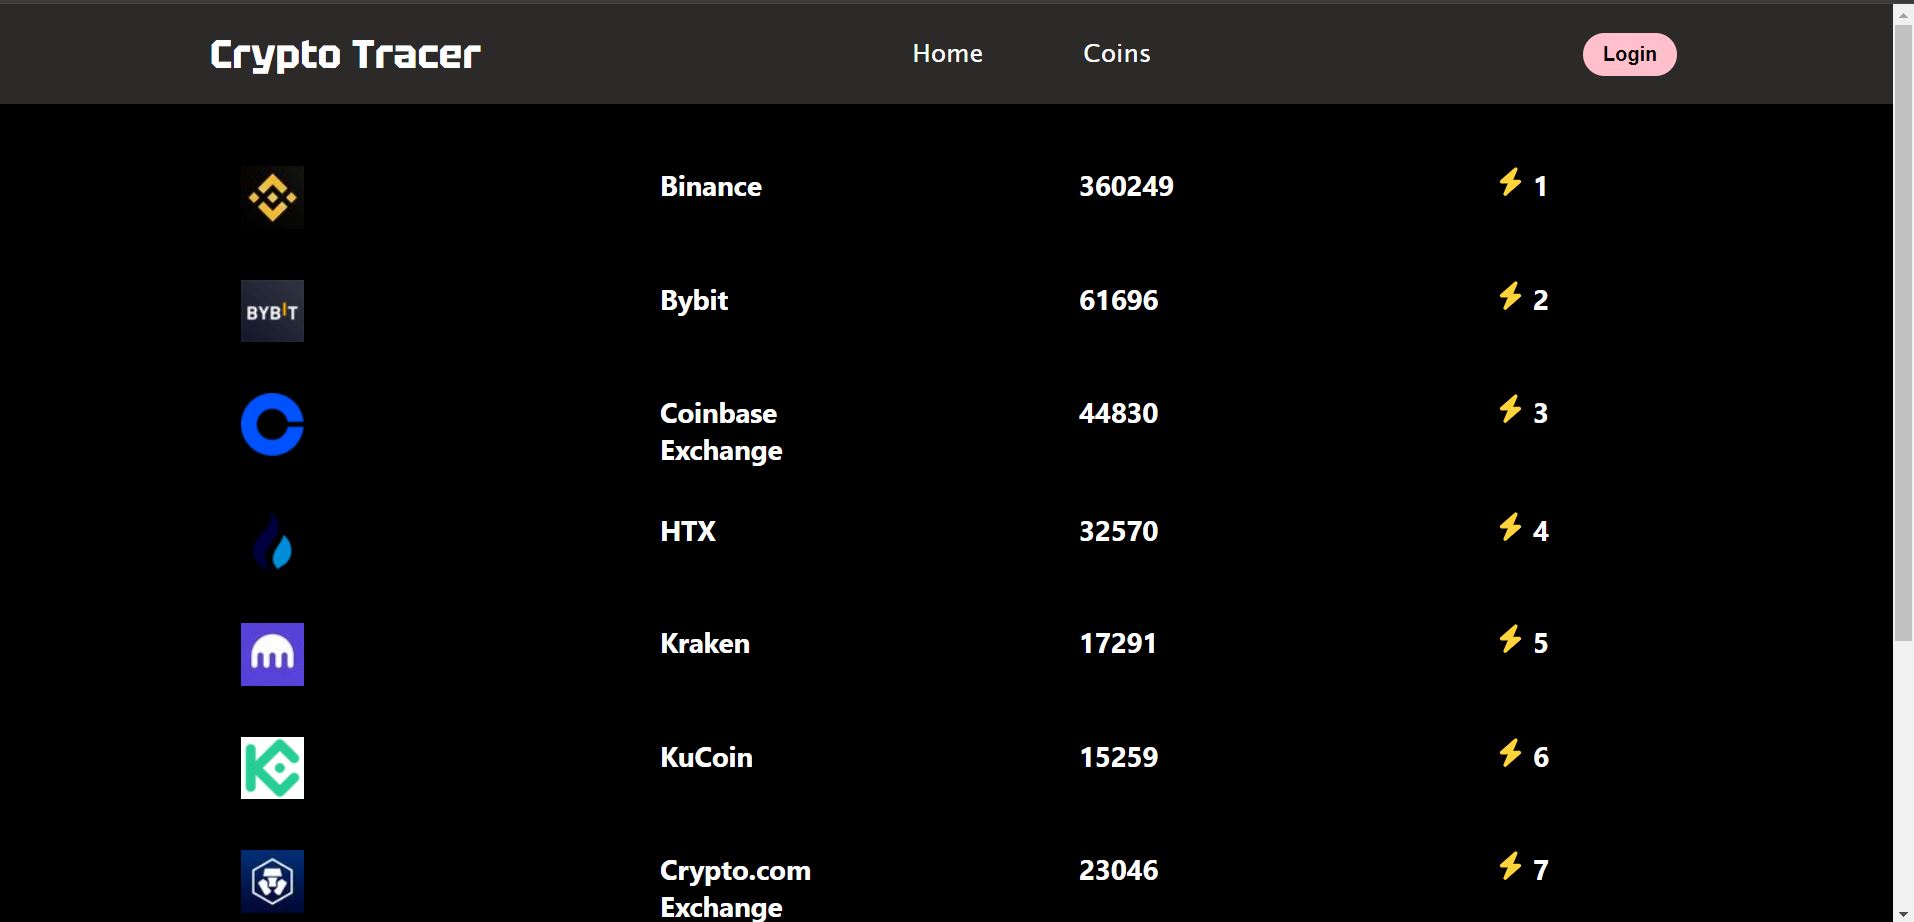 Crypto Tracer Home Coins Login
Binance 360249 ⚡ 1
BYBIT Bybit 61696 ⚡ 2
Coinbase 44830 ⚡ 3
Exchange
HTX 32570 ⚡ 4
Kraken 17291 ⚡ 5
KuCoin 15259 ⚡ 6
Crypto.com 23046 ⚡ 7
Exchange